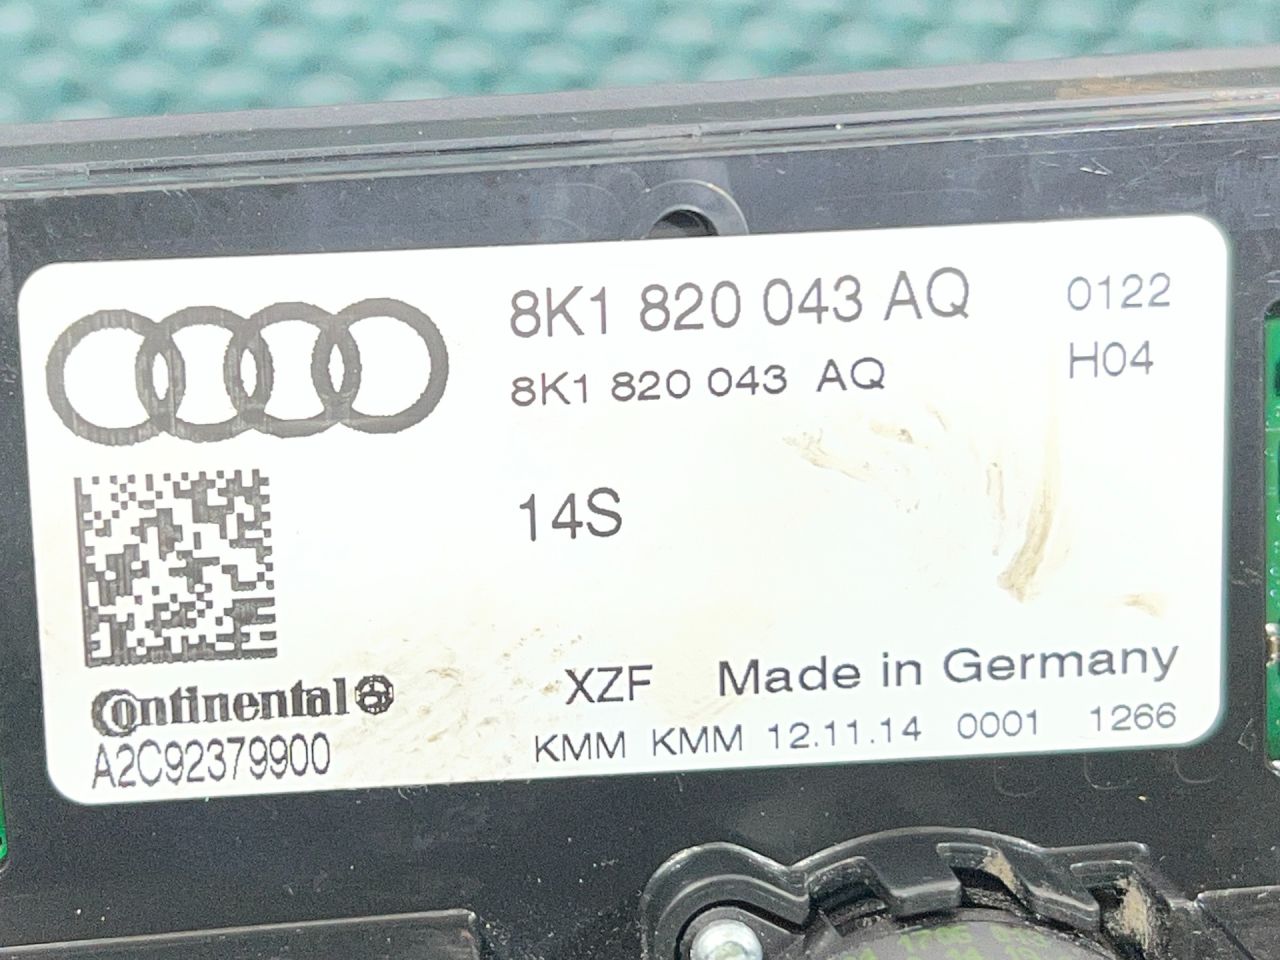 8K1 820 043 AQ 0122
8K1 820 043 AQ H04
14S
Continental
A2C92379900
XZF Made in Germany
KMM KMM 12.11.14 0001 1266